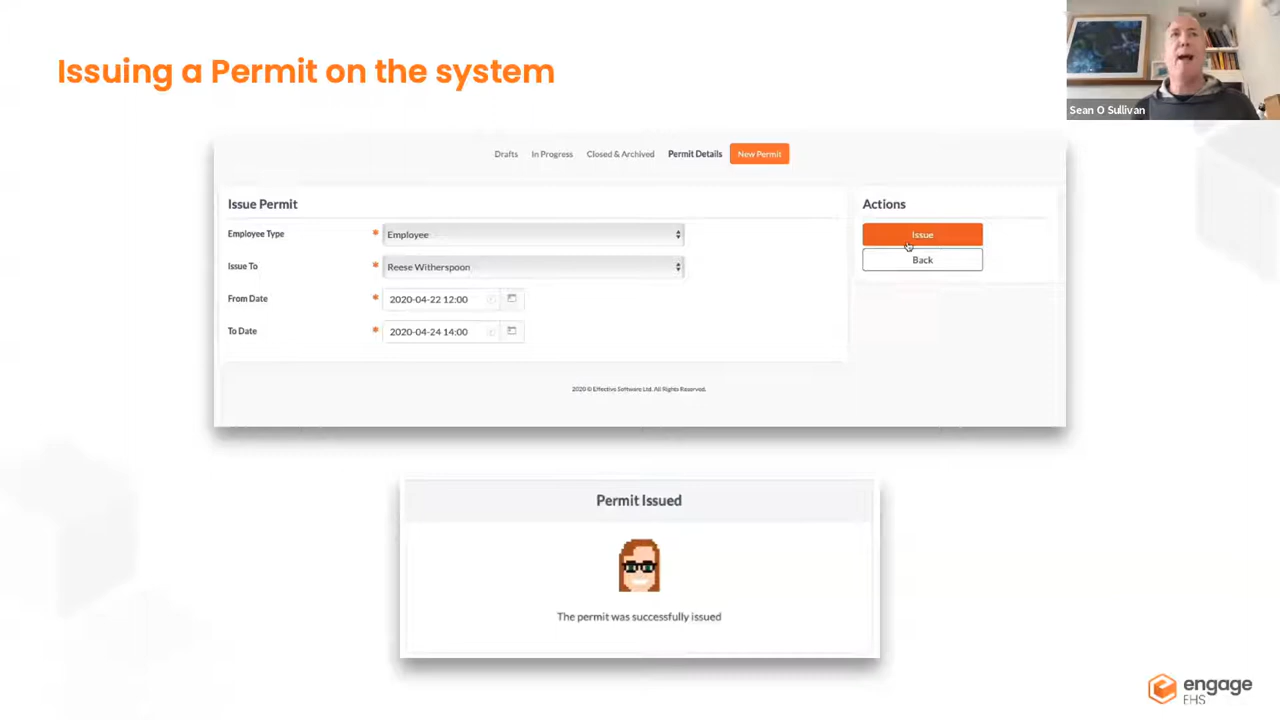 Issuing a Permit on the system
Sean O Sullivan
Drafts In Progress Closed & Archived Permit Details New Permit
Issue Permit
Employee Type * Employee
Issue To * Reese Witherspoon
From Date * 2020-04-22 12:00
To Date * 2020-04-24 14:00
Actions
Issue
Back
2020 © Effective Software Ltd. All Rights Reserved.
Permit Issued
The permit was successfully issued
engage
EHS